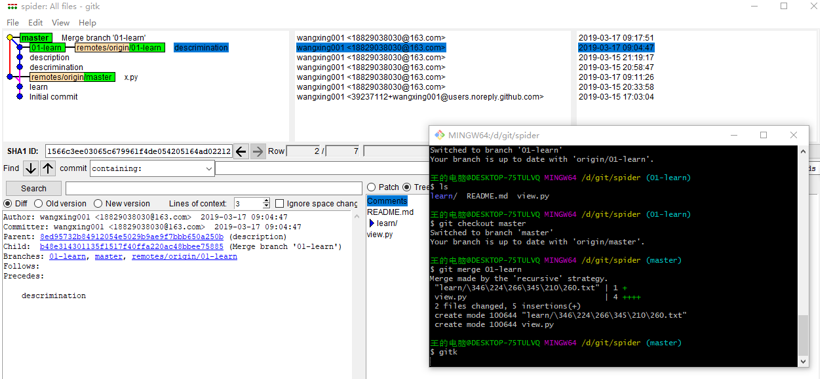 spider: All files - gitk
File Edit View Help
master Merge branch '01-learn'
01-learn remotes/origin/01-learn descrimination
description
descrimination
remotes/origin/master x.py
learn
Initial commit
wangxing001 <18829038030@163.com>
wangxing001 <18829038030@163.com>
wangxing001 <18829038030@163.com>
wangxing001 <18829038030@163.com>
wangxing001 <18829038030@163.com>
wangxing001 <18829038030@163.com>
wangxing001 <39237112+wangxing001@users.noreply.github.com>
2019-03-17 09:17:51
2019-03-17 09:04:47
2019-03-15 21:19:17
2019-03-15 20:58:47
2019-03-17 09:11:26
2019-03-15 20:33:58
2019-03-15 17:03:04
SHA1 ID: 1566c3ee03065c679961f4de054205164ad02212 Row 2 / 7
Find commit containing:
Search
Diff Old version New version Lines of context: 3 Ignore space chang
Patch Tree
Author: wangxing001 <18829038030@163.com> 2019-03-17 09:04:47
Committer: wangxing001 <18829038030@163.com> 2019-03-17 09:04:47
Parent: 8ed95732b84912054e5029b9ae9f7bbb650a250b (description)
Child: b48e314301135f1517f40ffa220ac48bbee75885 (Merge branch '01-learn')
Branches: 01-learn, master, remotes/origin/01-learn
Follows:
Precedes:
descrimination
Comments
README.md
learn/
view.py
MINGW64:/d/git/spider
Switched to branch '01-learn'
Your branch is up to date with 'origin/01-learn'.
王的电脑@DESKTOP-75TULVQ MINGW64 /d/git/spider (01-learn)
$ ls
learn/ README.md view.py
王的电脑@DESKTOP-75TULVQ MINGW64 /d/git/spider (01-learn)
$ git checkout master
Switched to branch 'master'
Your branch is up to date with 'origin/master'.
王的电脑@DESKTOP-75TULVQ MINGW64 /d/git/spider (master)
$ git merge 01-learn
Merge made by the 'recursive' strategy.
"learn/\346\224\266\345\210\260.txt" | 1 +
view.py | 4 ++++
2 files changed, 5 insertions(+)
create mode 100644 "learn/\346\224\266\345\210\260.txt"
create mode 100644 view.py
王的电脑@DESKTOP-75TULVQ MINGW64 /d/git/spider (master)
$ gitk